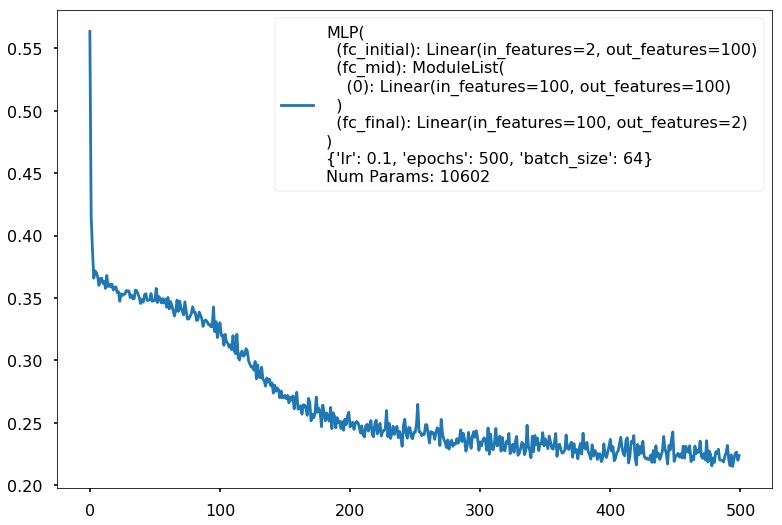 MLP(
(fc_initial): Linear(in_features=2, out_features=100)
(fc_mid): ModuleList(
(0): Linear(in_features=100, out_features=100)
)
(fc_final): Linear(in_features=100, out_features=2)
)
{'lr': 0.1, 'epochs': 500, 'batch_size': 64}
Num Params: 10602
0.55
0.50
0.45
0.40
0.35
0.30
0.25
0.20
0 100 200 300 400 500